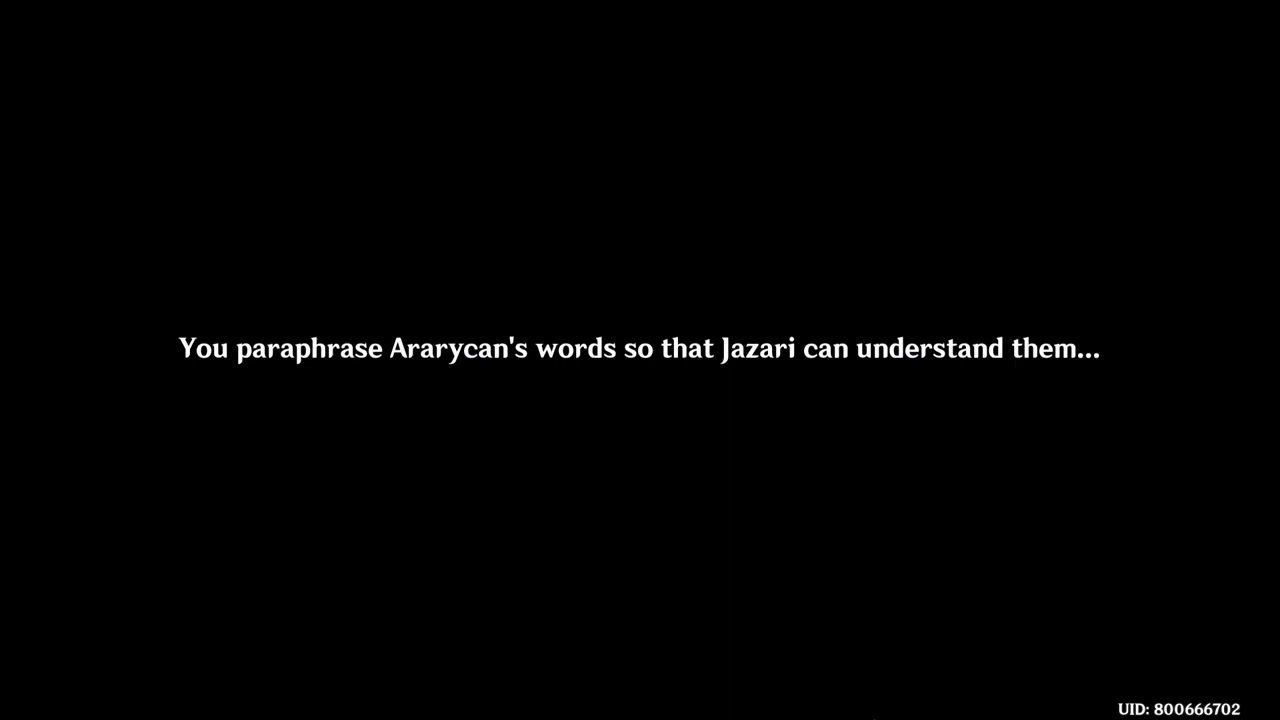 You paraphrase Ararycan's words so that Jazari can understand them...
UID: 800666702